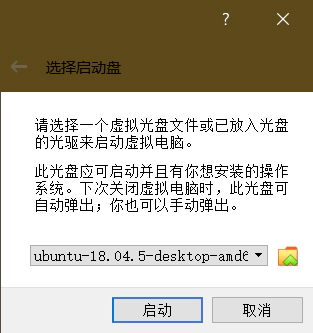 ?
选择启动盘
请选择一个虚拟光盘文件或已放入光盘
的光驱来启动虚拟电脑。
此光盘应可启动并且有你想安装的操作
系统。下次关闭虚拟电脑时，此光盘可
自动弹出；你也可以手动弹出。
ubuntu-18.04.5-desktop-amd6
启动
取消